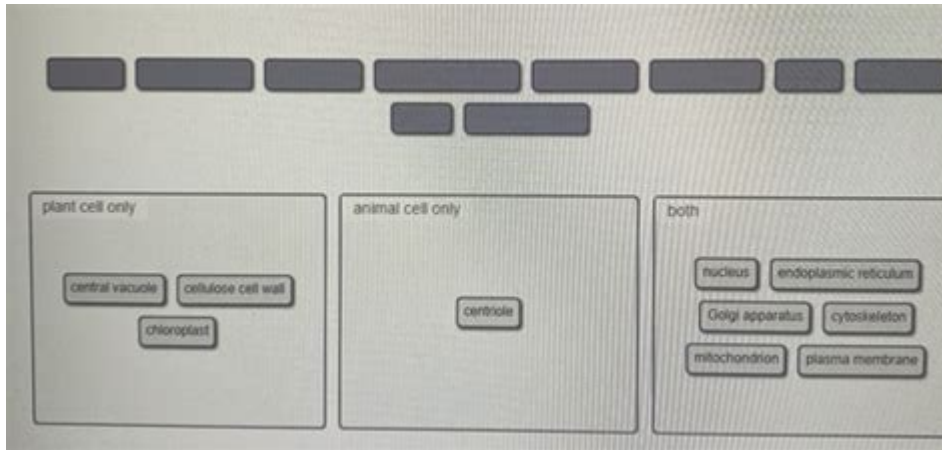 plant cell only
central vacuole cellulose cell wall
chloroplast
animal cell only
centriole
both
nucleus endoplasmic reticulum
Golgi apparatus cytoskeleton
mitochondrion plasma membrane